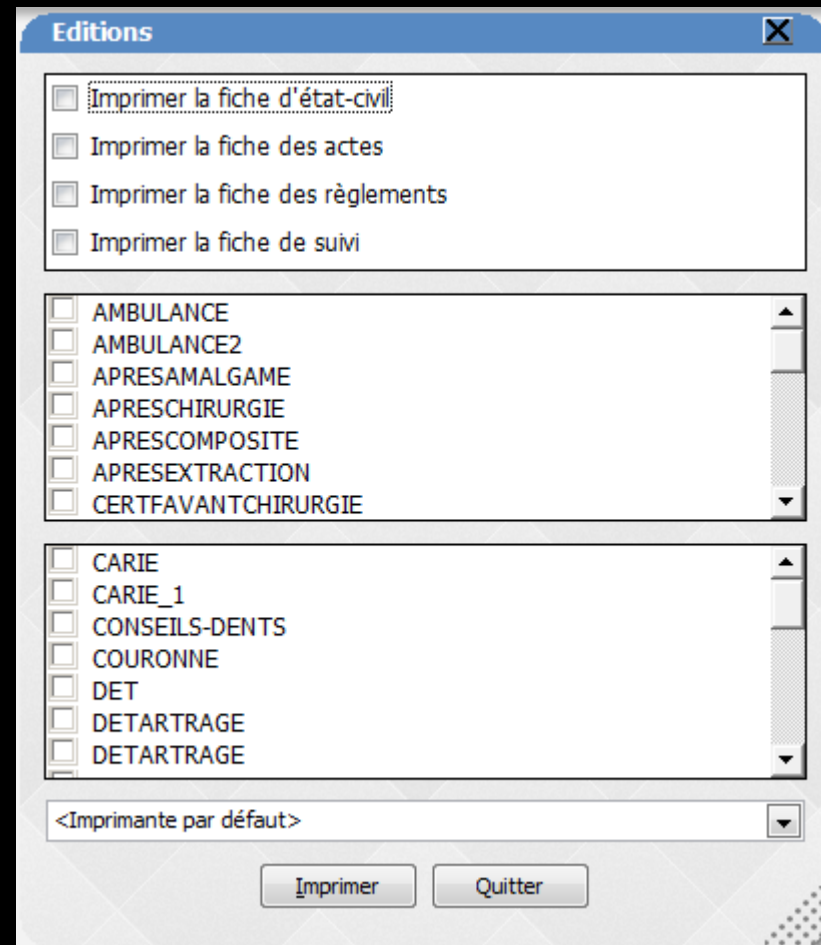 Editions
Imprimer la fiche d'état-civil
Imprimer la fiche des actes
Imprimer la fiche des règlements
Imprimer la fiche de suivi
AMBULANCE
AMBULANCE2
APRESAMALGAME
APRESCHIRURGIE
APRESCOMPOSITE
APRESEXTRACTION
CERTFAVANTCHIRURGIE
CARIE
CARIE_1
CONSEILS-DENTS
COURONNE
DET
DETARTRAGE
DETARTRAGE
<Imprimante par défaut>
Imprimer Quitter